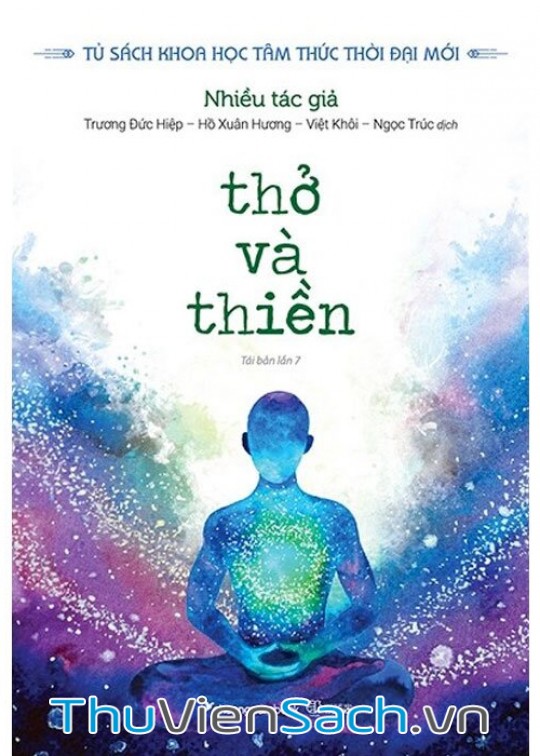 TỦ SÁCH KHOA HỌC TÂM THỨC THỜI ĐẠI MỚI
Nhiều tác giả
Trương Đức Hiệp – Hồ Xuân Hương – Việt Khôi – Ngọc Trúc dịch
thở
và
thiền
Tái bản lần 7
ThuVienSach.vn